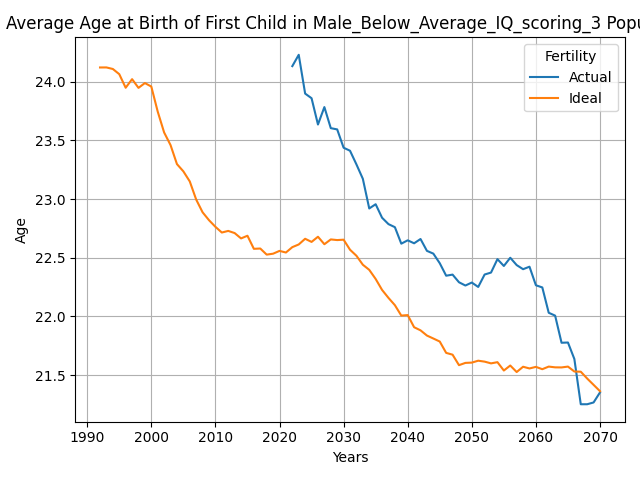 Average Age at Birth of First Child in Male_Below_Average_IQ_scoring_3
Fertility
Actual
Ideal
24.0
23.5
23.0
22.5
22.0
21.5
Age
1990 2000 2010 2020 2030 2040 2050 2060 2070
Years